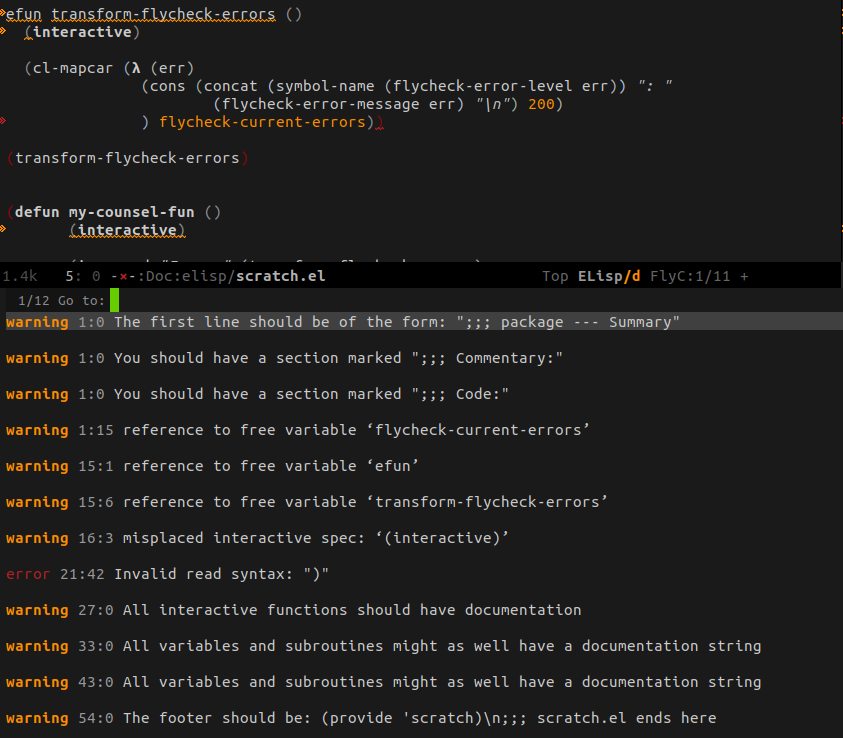 efun transform-flycheck-errors ()
(interactive)
(cl-mapcar (λ (err)
(cons (concat (symbol-name (flycheck-error-level err)) ": "
(flycheck-error-message err) "\n") 200)
) flycheck-current-errors))
(transform-flycheck-errors)
(defun my-counsel-fun ()
(interactive)
1.4k 5: 0 -×-:Doc:elisp/scratch.el Top ELisp/d FlyC:1/11 +
1/12 Go to:
warning 1:0 The first line should be of the form: ";;; package --- Summary"
warning 1:0 You should have a section marked ";;; Commentary:"
warning 1:0 You should have a section marked ";;; Code:"
warning 1:15 reference to free variable ‘flycheck-current-errors’
warning 15:1 reference to free variable ‘efun’
warning 15:6 reference to free variable ‘transform-flycheck-errors’
warning 16:3 misplaced interactive spec: ‘(interactive)’
error 21:42 Invalid read syntax: ")"
warning 27:0 All interactive functions should have documentation
warning 33:0 All variables and subroutines might as well have a documentation string
warning 43:0 All variables and subroutines might as well have a documentation string
warning 54:0 The footer should be: (provide 'scratch)\n;;; scratch.el ends here